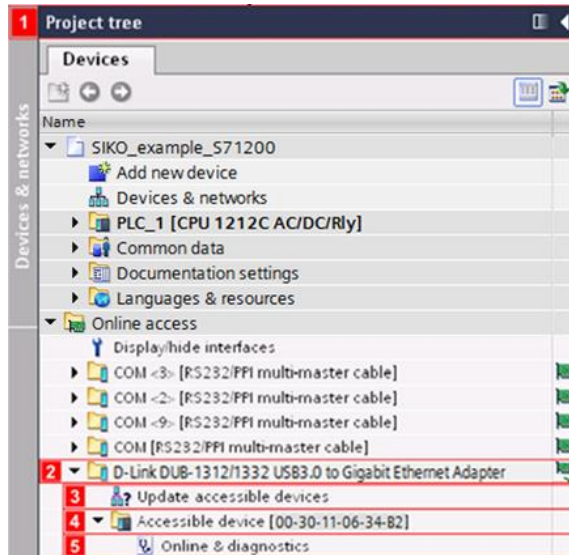 1 Project tree
Devices
Devices & networks
Name
SIKO_example_S71200
Add new device
Devices & networks
PLC_1 [CPU 1212C AC/DC/Rly]
Common data
Documentation settings
Languages & resources
Online access
Display/hide interfaces
COM <3> [RS232/PPI multi-master cable]
COM <2> [RS232/PPI multi-master cable]
COM <9> [RS232/PPI multi-master cable]
COM [RS232/PPI multi-master cable]
2 D-Link DUB-1312/1332 USB3.0 to Gigabit Ethernet Adapter
3 Update accessible devices
4 Accessible device [00-30-11-06-34-B2]
5 Online & diagnostics